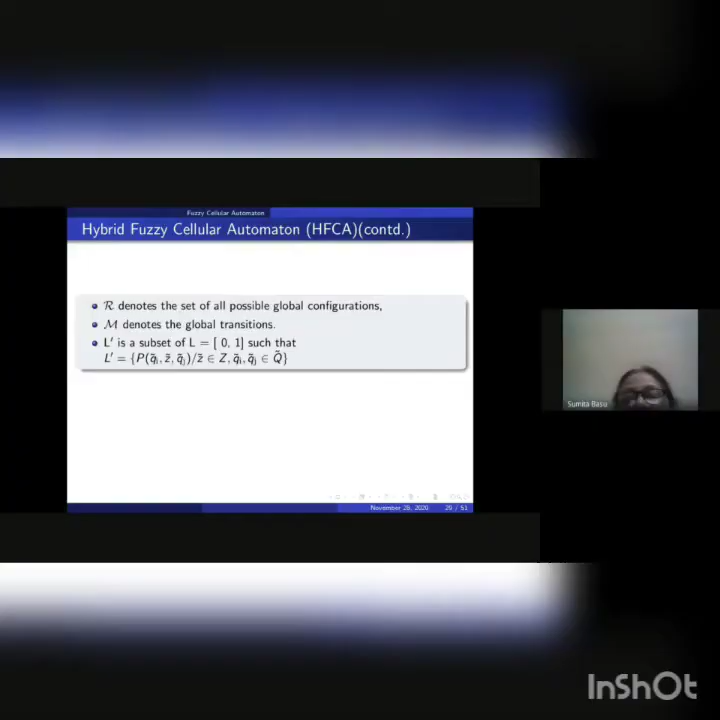 Fuzzy Cellular Automaton
Hybrid Fuzzy Cellular Automaton (HFCA)(contd.)
ℛ denotes the set of all possible global configurations,
ℳ denotes the global transitions.
L′ is a subset of L = [ 0, 1] such that
L′ = {P(q̃ᵢ, z̃, q̃ⱼ)/z̃ ∈ Z, q̃ᵢ, q̃ⱼ ∈ Q̃}
Sumita Basu
November 28, 2020 29 / 51
InShOt